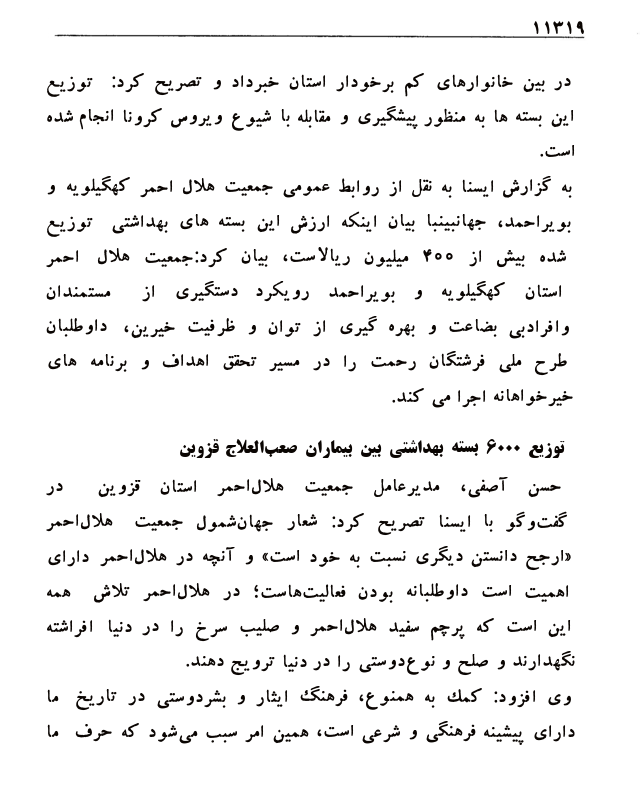 ۱۱۳۱۹
در بین خانوارهای کم برخودار استان خبرداد و تصریح کرد: توزیع
این بسته ها به منظور پیشگیری و مقابله با شیوع ویروس کرونا انجام شده
است.
به گزارش ایسنا به نقل از روابط عمومی جمعیت هلال احمر کهگیلویه و
بویراحمد، جهانبینبا بیان اینکه ارزش این بسته های بهداشتی توزیع
شده بیش از ۴۰۰ میلیون ریالاست، بیان کرد:جمعیت هلال احمر
استان کهگیلویه و بویراحمد رویکرد دستگیری از مستمندان
وافرادبی بضاعت و بهره گیری از توان و ظرفیت خیرین، داوطلبان
طرح ملی فرشتگان رحمت را در مسیر تحقق اهداف و برنامه های
خیرخواهانه اجرا می کند.
توزیع ۶۰۰۰ بسته بهداشتی بین بیماران صعب‌العلاج قزوین
حسن آصفی، مدیرعامل جمعیت هلال‌احمر استان قزوین در
گفت‌وگو با ایسنا تصریح کرد: شعار جهان‌شمول جمعیت هلال‌احمر
«ارجح دانستن دیگری نسبت به خود است» و آنچه در هلال‌احمر دارای
اهمیت است داوطلبانه بودن فعالیت‌هاست؛ در هلال‌احمر تلاش همه
این است که پرچم سفید هلال‌احمر و صلیب سرخ را در دنیا افراشته
نگهدارند و صلح و نوع‌دوستی را در دنیا ترویج دهند.
وی افزود: کمك به همنوع، فرهنگ ایثار و بشردوستی در تاریخ ما
دارای پیشینه فرهنگی و شرعی است، همین امر سبب می‌شود که حرف ما